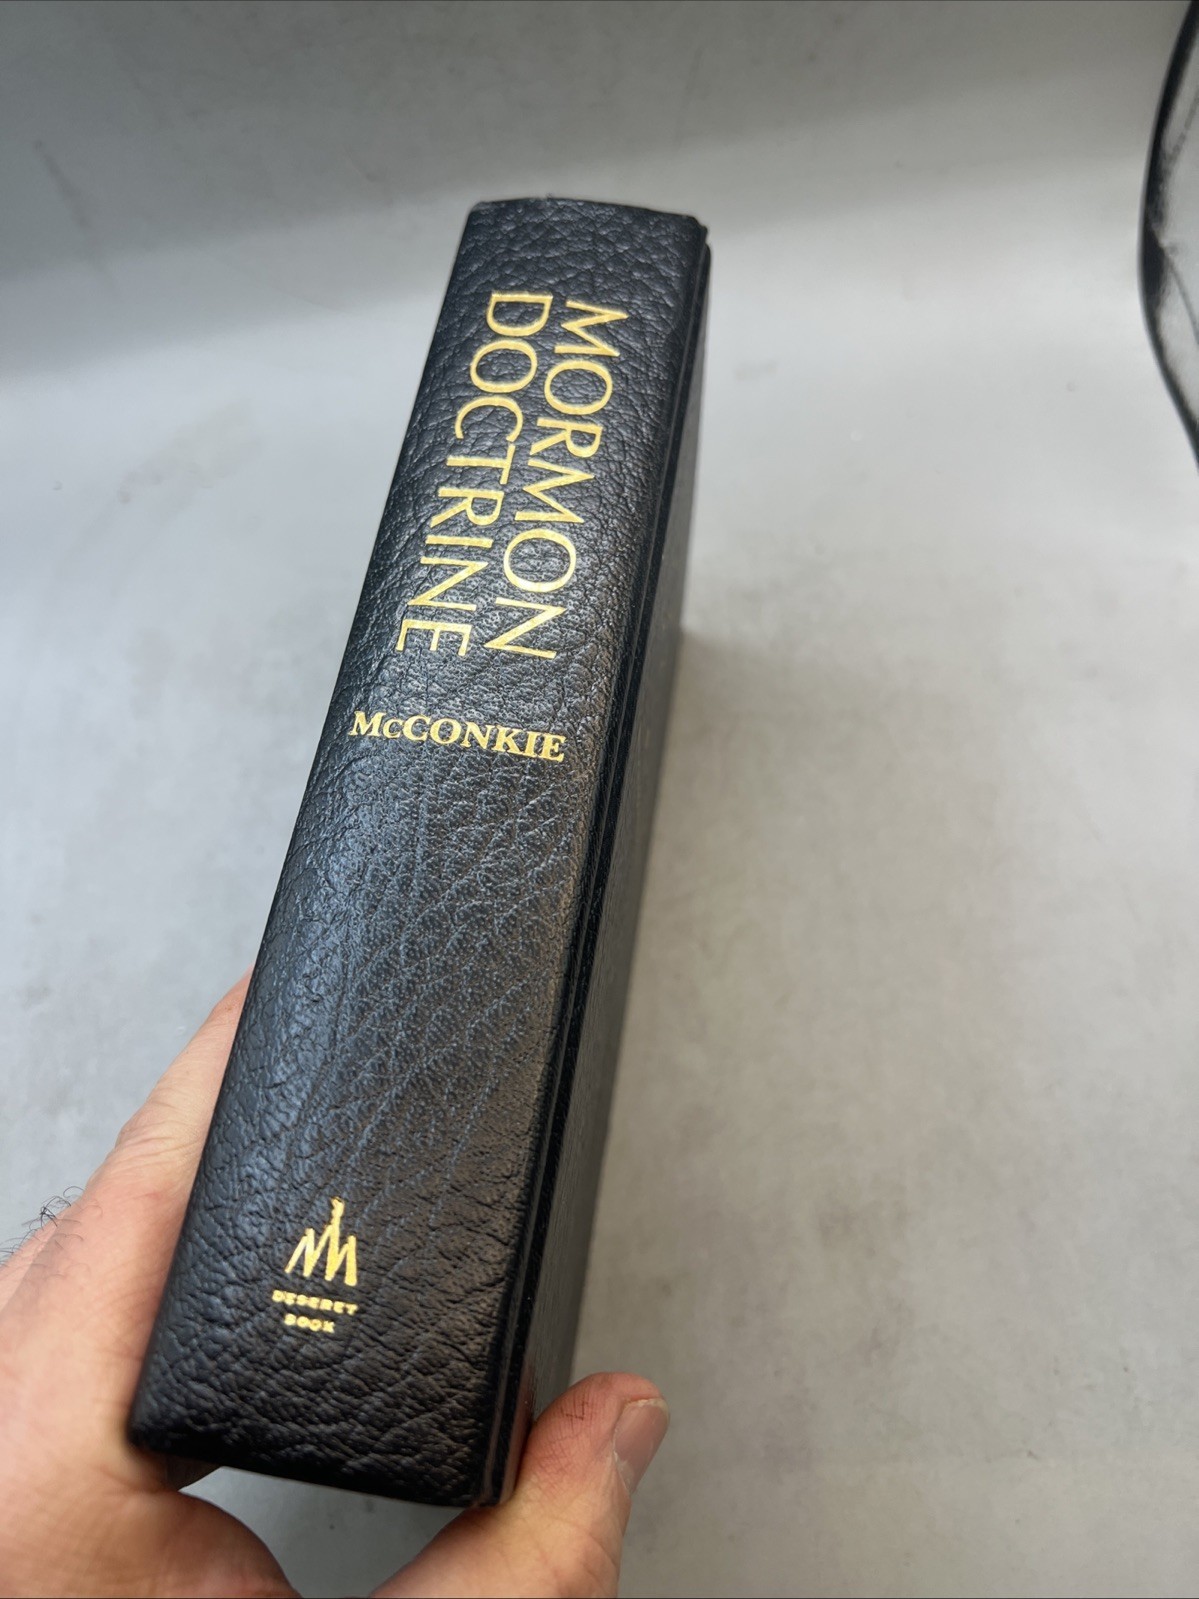 MORMON
DOCTRINE
McCONKIE
DESERET
BOOK